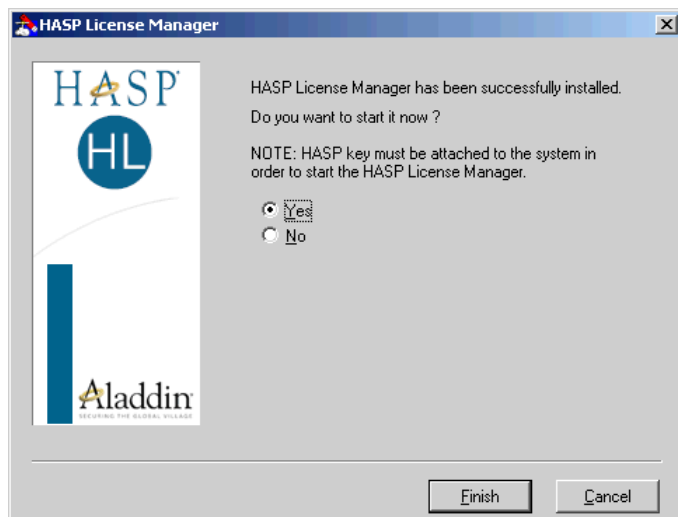 HASP License Manager
HASP
HL
HASP License Manager has been successfully installed.
Do you want to start it now ?
NOTE: HASP key must be attached to the system in
order to start the HASP License Manager.
Yes
No
Aladdin
SECURING THE GLOBAL VILLAGE
Finish
Cancel